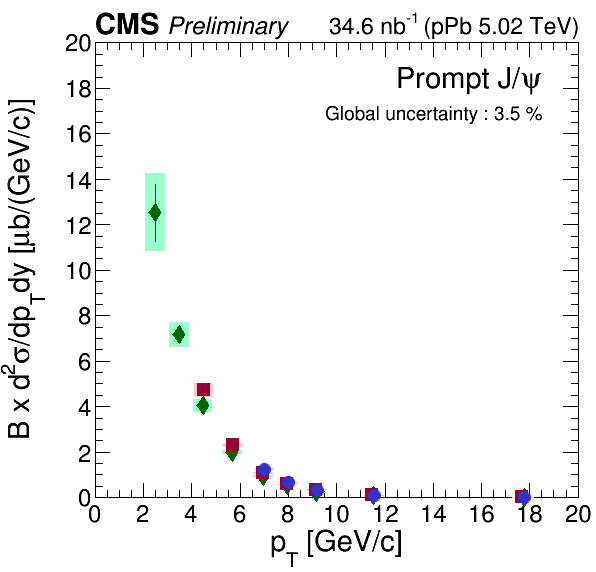 CMS Preliminary 34.6 nb⁻¹ (pPb 5.02 TeV)
Prompt J/ψ
Global uncertainty : 3.5 %
B x d²σ/dp_T dy [μb/(GeV/c)]
20
18
16
14
12
10
8
6
4
2
0
0 2 4 6 8 10 12 14 16 18 20
p_T [GeV/c]